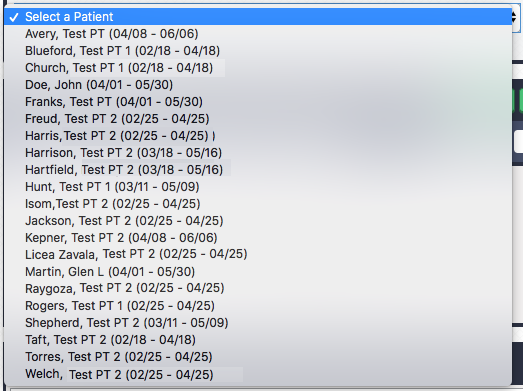 ✓ Select a Patient
Avery, Test PT (04/08 - 06/06)
Blueford, Test PT 1 (02/18 - 04/18)
Church, Test PT 1 (02/18 - 04/18)
Doe, John (04/01 - 05/30)
Franks, Test PT (04/01 - 05/30)
Freud, Test PT 2 (02/25 - 04/25)
Harris,Test PT 2 (02/25 - 04/25) )
Harrison, Test PT 2 (03/18 - 05/16)
Hartfield, Test PT 2 (03/18 - 05/16)
Hunt, Test PT 1 (03/11 - 05/09)
Isom,Test PT 2 (02/25 - 04/25)
Jackson, Test PT 2 (02/25 - 04/25)
Kepner, Test PT 2 (04/08 - 06/06)
Licea Zavala, Test PT 2 (02/25 - 04/25)
Martin, Glen L (04/01 - 05/30)
Raygoza, Test PT 2 (02/25 - 04/25)
Rogers, Test PT 1 (02/25 - 04/25)
Shepherd, Test PT 2 (03/11 - 05/09)
Taft, Test PT 2 (02/18 - 04/18)
Torres, Test PT 2 (02/25 - 04/25)
Welch, Test PT 2 (02/25 - 04/25)